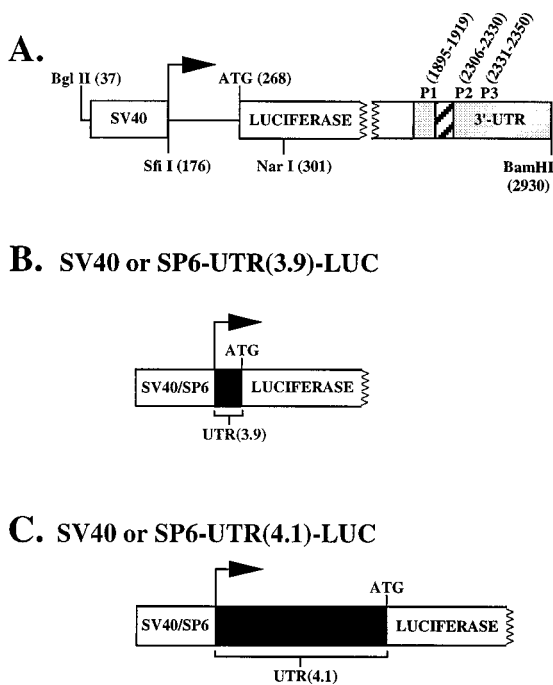 A.
(1895-1919)
(2306-2330)
(2331-2350)
Bgl II (37)
ATG (268)
P1 P2 P3
SV40
LUCIFERASE
3'-UTR
Sfi I (176)
Nar I (301)
BamHI
(2930)
B. SV40 or SP6-UTR(3.9)-LUC
ATG
SV40/SP6
LUCIFERASE
UTR(3.9)
C. SV40 or SP6-UTR(4.1)-LUC
ATG
SV40/SP6
LUCIFERASE
UTR(4.1)